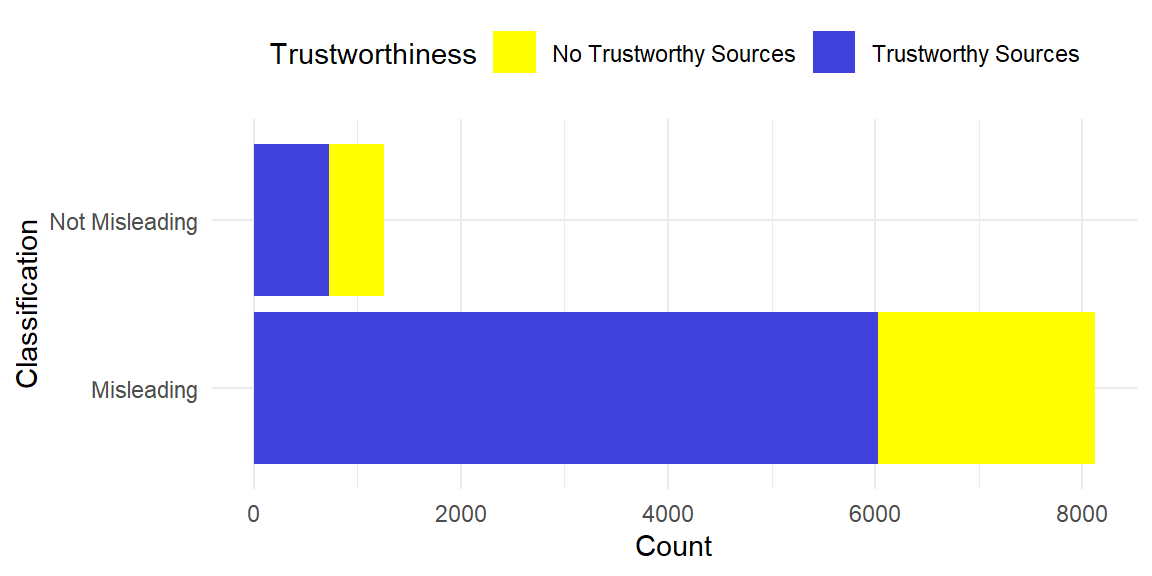 Trustworthiness No Trustworthy Sources Trustworthy Sources
Not Misleading
Misleading
Classification
0 2000 4000 6000 8000
Count